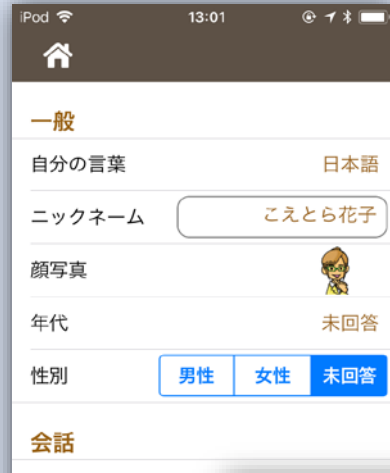 iPod 13:01
一般
自分の言葉 日本語
ニックネーム こえとら花子
顔写真
年代 未回答
性別 男性 女性 未回答
会話